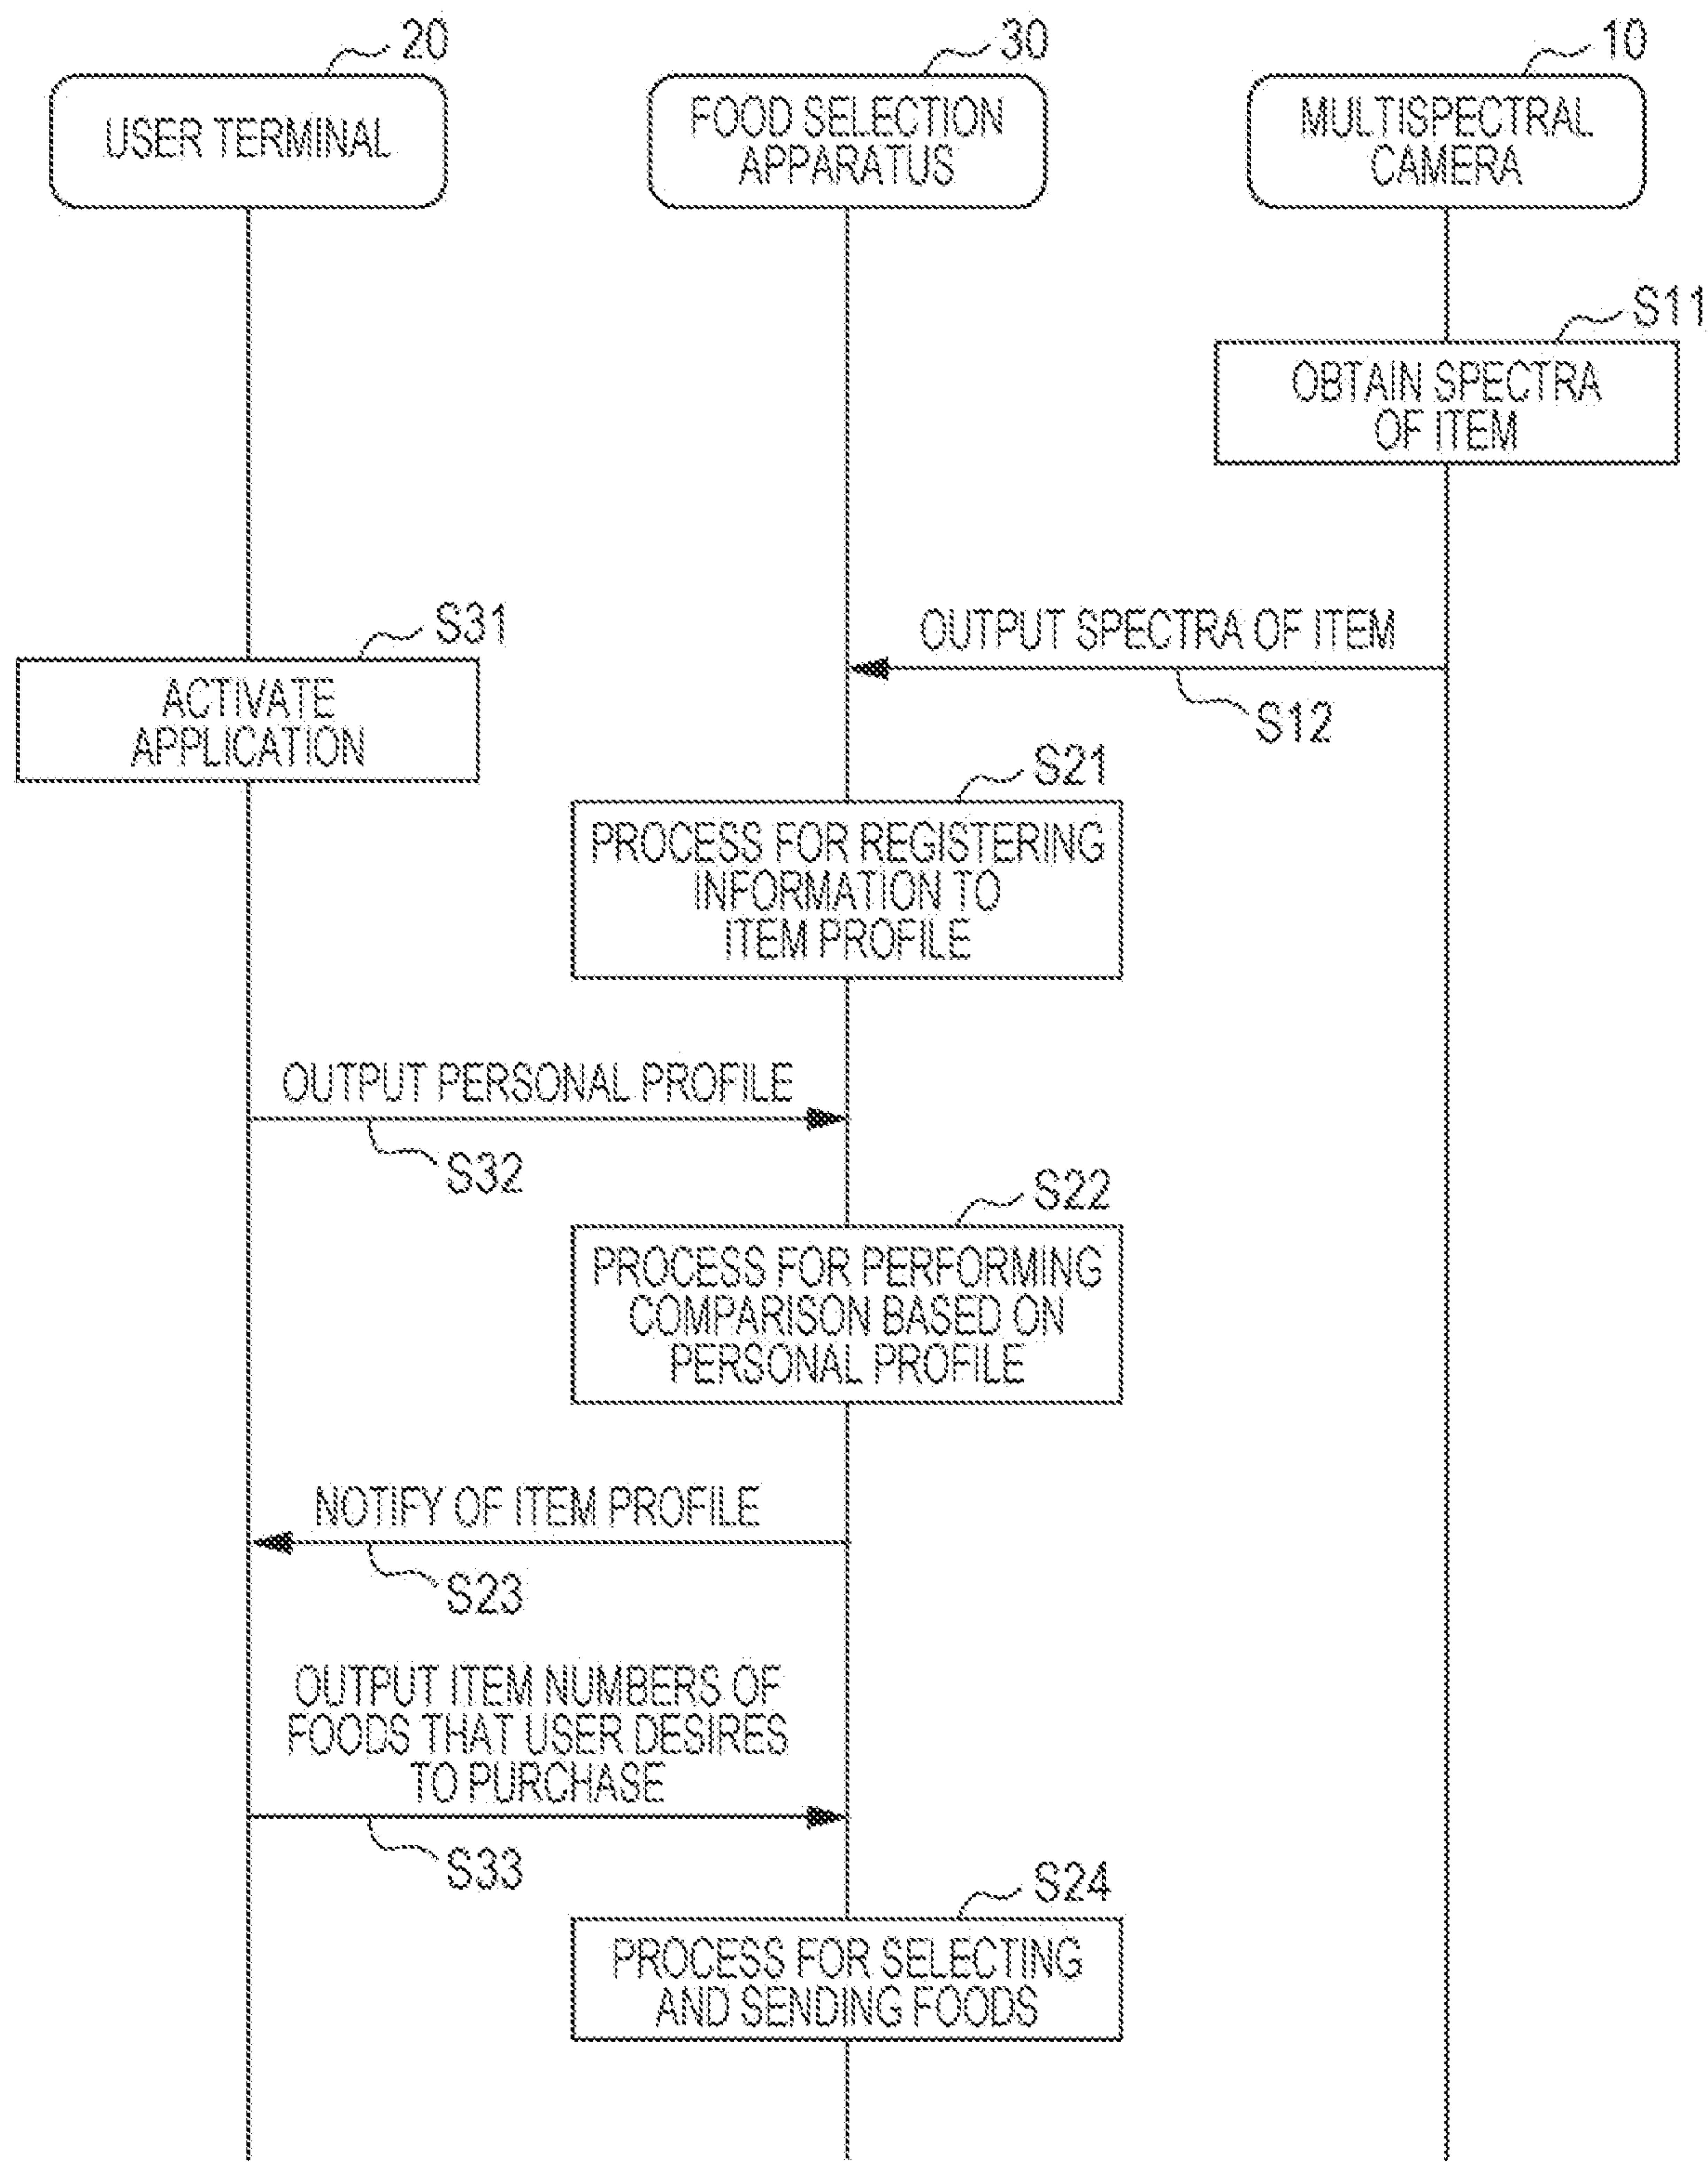 20
30
10
USER TERMINAL
FOOD SELECTION
APPARATUS
MULTISPECTRAL
CAMERA
S11
OBTAIN SPECTRA
OF ITEM
S31
ACTIVATE
APPLICATION
OUTPUT SPECTRA OF ITEM
S12
S21
PROCESS FOR REGISTERING
INFORMATION TO
ITEM PROFILE
OUTPUT PERSONAL PROFILE
S32
S22
PROCESS FOR PERFORMING
COMPARISON BASED ON
PERSONAL PROFILE
NOTIFY OF ITEM PROFILE
S23
OUTPUT ITEM NUMBERS OF
FOODS THAT USER DESIRES
TO PURCHASE
S33
S24
PROCESS FOR SELECTING
AND SENDING FOODS